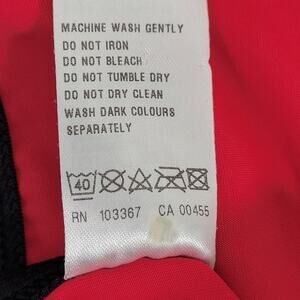 MACHINE WASH GENTLY
DO NOT IRON
DO NOT BLEACH
DO NOT TUMBLE DRY
DO NOT DRY CLEAN
WASH DARK COLOURS
SEPARATELY
40
RN 103367 CA 00455